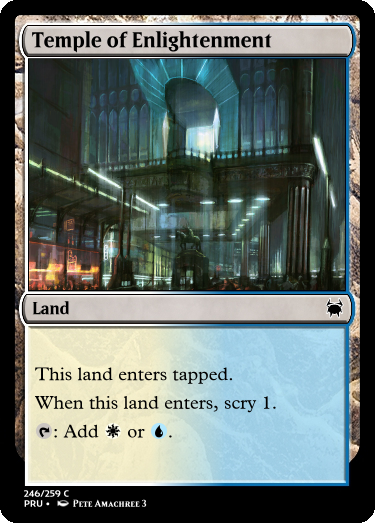 Temple of Enlightenment
Land
This land enters tapped.
When this land enters, scry 1.
: Add or .
246/259 C
PRU • Pete Amachree 3